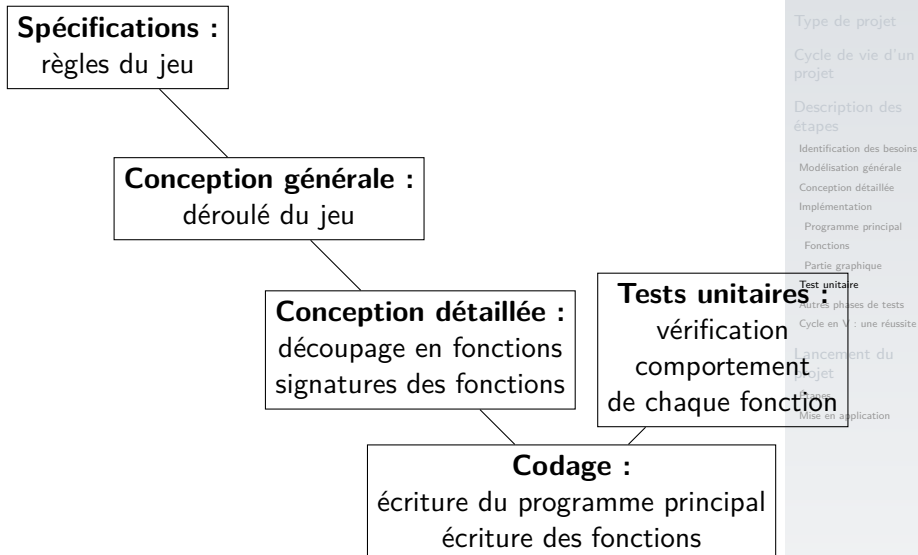 Spécifications :
règles du jeu
Conception générale :
déroulé du jeu
Conception détaillée :
découpage en fonctions
signatures des fonctions
Tests unitaires :
vérification
comportement
de chaque fonction
Codage :
écriture du programme principal
écriture des fonctions
Type de projet
Cycle de vie d'un
projet
Description des
étapes
Identification des besoins
Modélisation générale
Conception détaillée
Implémentation
Programme principal
Fonctions
Partie graphique
Test unitaire
Autres phases de tests
Cycle en V : une réussite
Lancement du
projet
Étapes
Mise en application